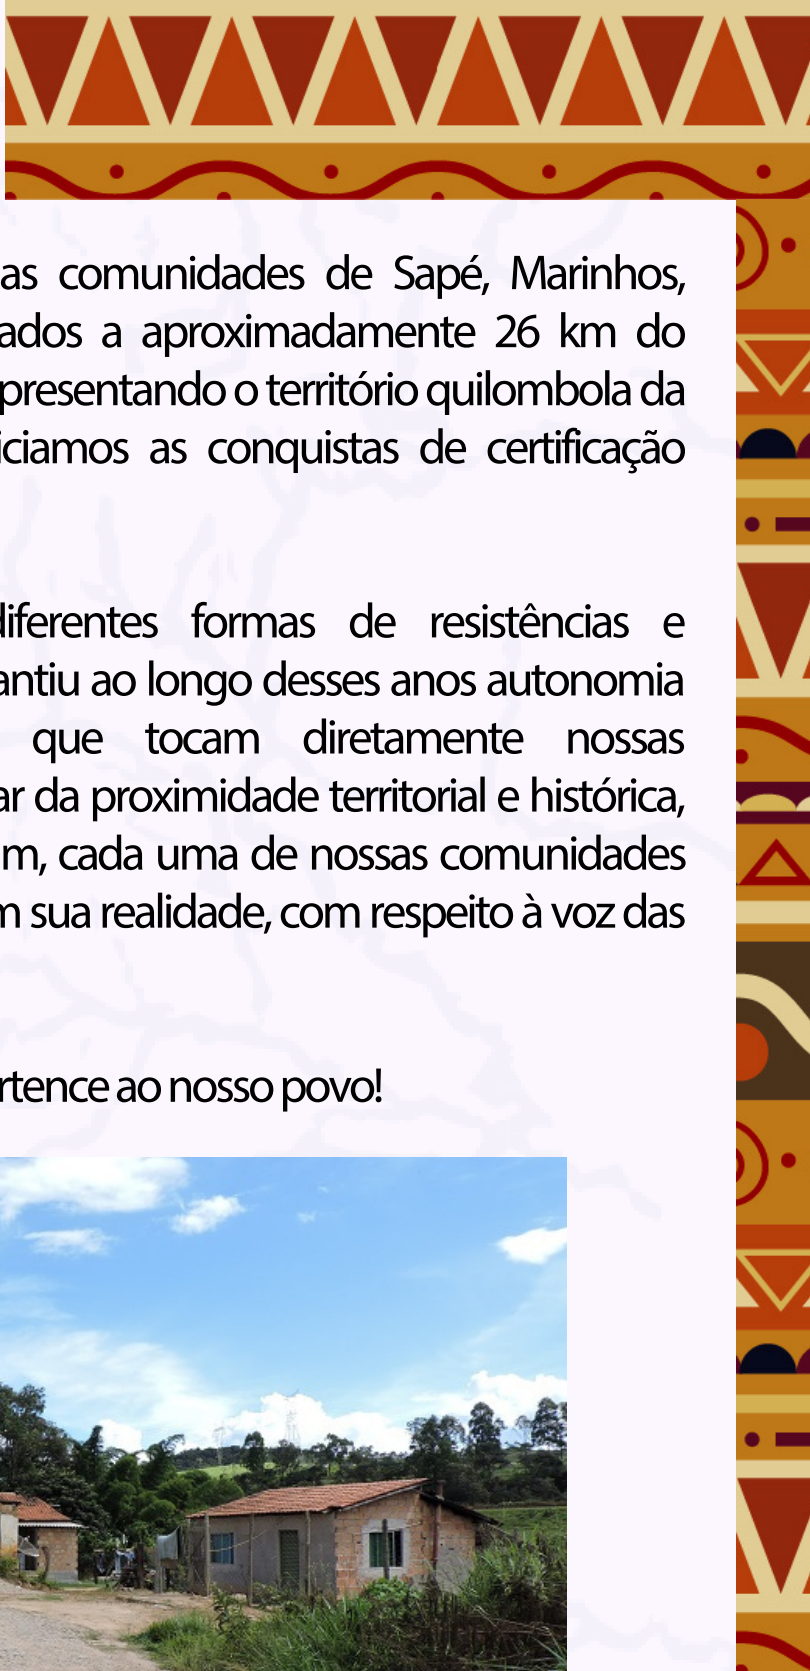 as comunidades de Sapé, Marinhos,
ados a aproximadamente 26 km do
presentando o território quilombola da
iciamos as conquistas de certificação
diferentes formas de resistências e
antiu ao longo desses anos autonomia
que tocam diretamente nossas
ar da proximidade territorial e histórica,
m, cada uma de nossas comunidades
m sua realidade, com respeito à voz das
rtence ao nosso povo!